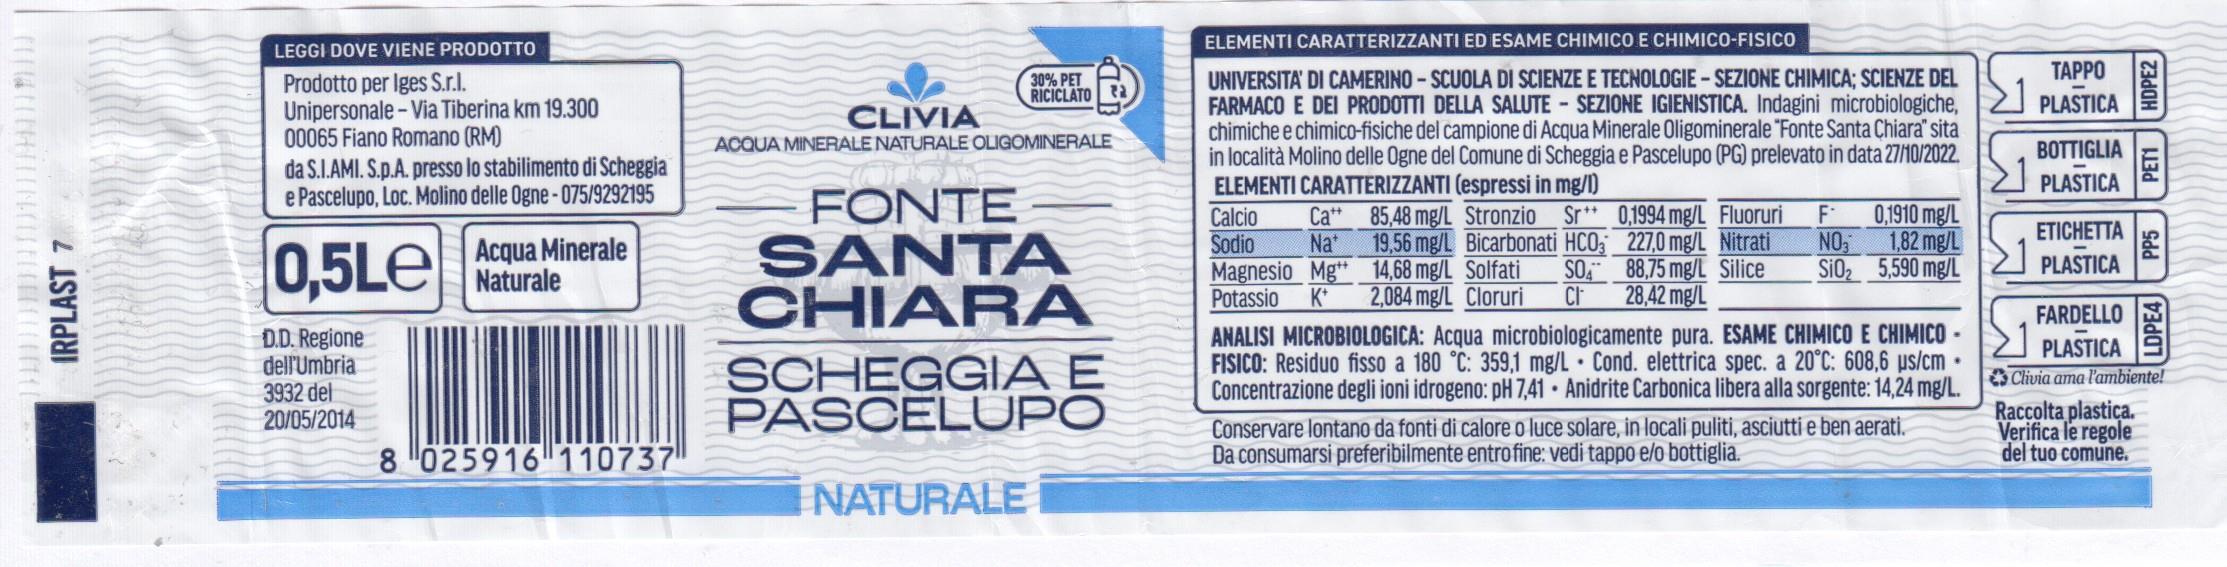 IRPLAST 7
LEGGI DOVE VIENE PRODOTTO
Prodotto per Iges S.r.l.
Unipersonale – Via Tiberina km 19.300
00065 Fiano Romano (RM)
da S.I.AMI. S.p.A. presso lo stabilimento di Scheggia
e Pascelupo, Loc. Molino delle Ogne - 075/9292195
0,5L e
Acqua Minerale
Naturale
D.D. Regione
dell'Umbria
3932 del
20/05/2014
8 025916 110737
30% PET
RICICLATO
CLIVIA
ACQUA MINERALE NATURALE OLIGOMINERALE
FONTE
SANTA
CHIARA
SCHEGGIA E
PASCELUPO
NATURALE
ELEMENTI CARATTERIZZANTI ED ESAME CHIMICO E CHIMICO-FISICO
UNIVERSITA' DI CAMERINO – SCUOLA DI SCIENZE E TECNOLOGIE – SEZIONE CHIMICA; SCIENZE DEL
FARMACO E DEI PRODOTTI DELLA SALUTE – SEZIONE IGIENISTICA. Indagini microbiologiche,
chimiche e chimico-fisiche del campione di Acqua Minerale Oligominerale "Fonte Santa Chiara" sita
in località Molino delle Ogne del Comune di Scheggia e Pascelupo (PG) prelevato in data 27/10/2022.
ELEMENTI CARATTERIZZANTI (espressi in mg/l)
Calcio Ca⁺⁺ 85,48 mg/L Stronzio Sr⁺⁺ 0,1994 mg/L Fluoruri F⁻ 0,1910 mg/L
Sodio Na⁺ 19,56 mg/L Bicarbonati HCO₃⁻ 227,0 mg/L Nitrati NO₃⁻ 1,82 mg/L
Magnesio Mg⁺⁺ 14,68 mg/L Solfati SO₄⁻⁻ 88,75 mg/L Silice SiO₂ 5,590 mg/L
Potassio K⁺ 2,084 mg/L Cloruri Cl⁻ 28,42 mg/L
ANALISI MICROBIOLOGICA: Acqua microbiologicamente pura. ESAME CHIMICO E CHIMICO -
FISICO: Residuo fisso a 180 °C: 359,1 mg/L • Cond. elettrica spec. a 20°C: 608,6 µs/cm •
Concentrazione degli ioni idrogeno: pH 7,41 • Anidrite Carbonica libera alla sorgente: 14,24 mg/L.
Conservare lontano da fonti di calore o luce solare, in locali puliti, asciutti e ben aerati.
Da consumarsi preferibilmente entro fine: vedi tappo e/o bottiglia.
1 TAPPO – PLASTICA HDPE2
1 BOTTIGLIA – PLASTICA PET1
1 ETICHETTA – PLASTICA PP5
1 FARDELLO – PLASTICA LDPE4
Clivia ama l'ambiente!
Raccolta plastica.
Verifica le regole
del tuo comune.